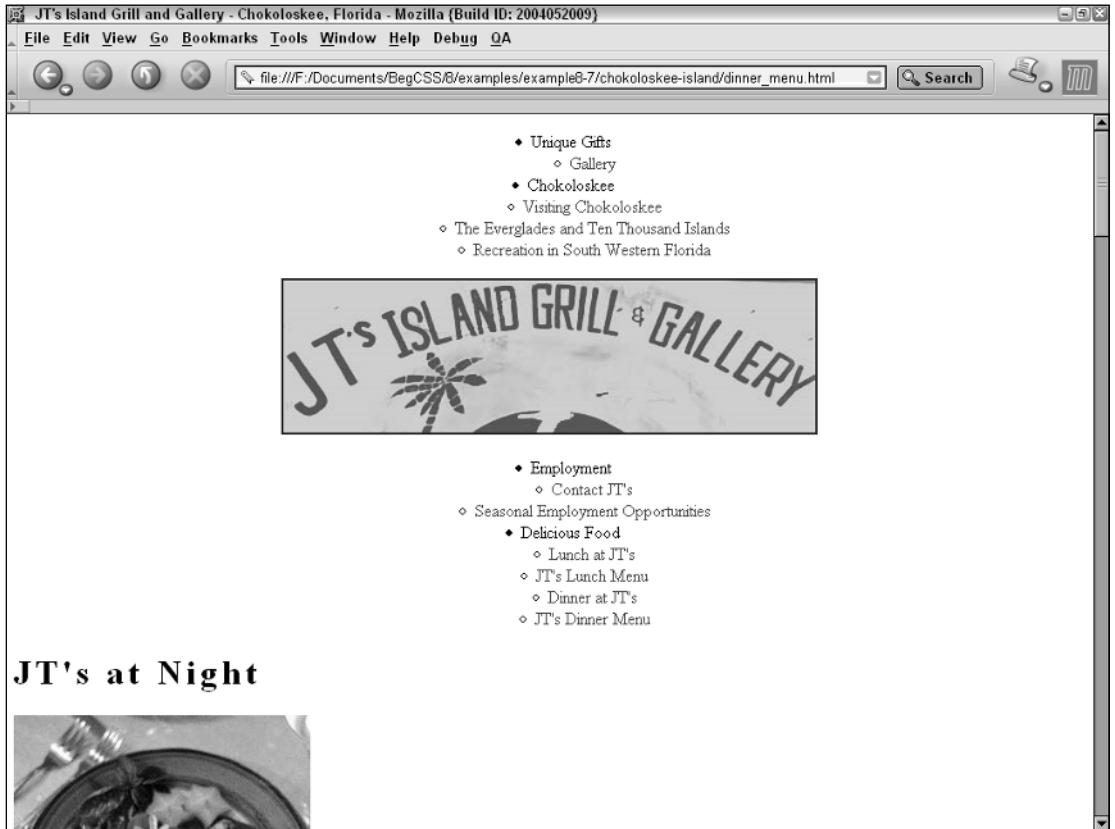 JT's Island Grill and Gallery - Chokoloskee, Florida - Mozilla {Build ID: 2004052009}
File Edit View Go Bookmarks Tools Window Help Debug QA
file:///F:/Documents/BegCSS/8/examples/example8-7/chokoloskee-island/dinner_menu.html Search
Unique Gifts
Gallery
Chokoloskee
Visiting Chokoloskee
The Everglades and Ten Thousand Islands
Recreation in South Western Florida
JT's ISLAND GRILL & GALLERY
Employment
Contact JT's
Seasonal Employment Opportunities
Delicious Food
Lunch at JT's
JT's Lunch Menu
Dinner at JT's
JT's Dinner Menu
JT's at Night